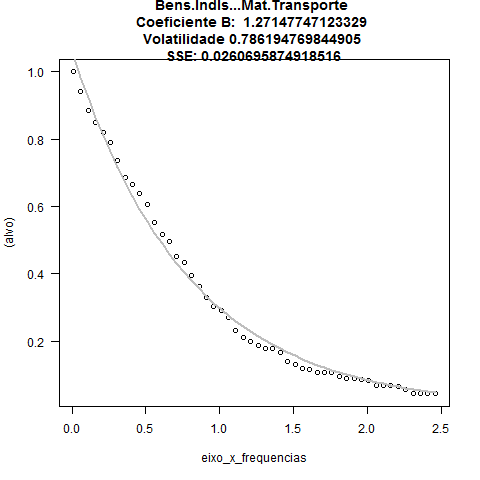 Bens.Indis...Mat.Transporte
Coeficiente B:  1.27147747123329
Volatilidade 0.786194769844905
SSE: 0.0260695874918516
1.0
0.8
0.6
0.4
0.2
(alvo)
0.0 0.5 1.0 1.5 2.0 2.5
eixo_x_frequencias